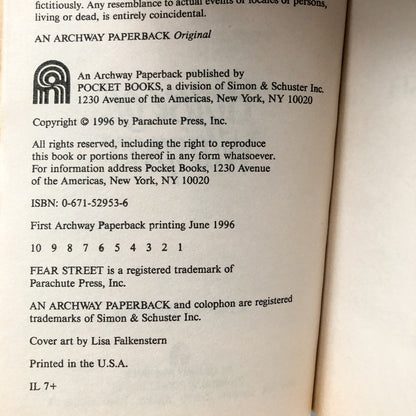 fictitiously. Any resemblance to actual events or locales or persons,
living or dead, is entirely coincidental.
AN ARCHWAY PAPERBACK Original
An Archway Paperback published by
POCKET BOOKS, a division of Simon & Schuster Inc.
1230 Avenue of the Americas, New York, NY 10020
Copyright © 1996 by Parachute Press, Inc.
All rights reserved, including the right to reproduce
this book or portions thereof in any form whatsoever.
For information address Pocket Books, 1230 Avenue
of the Americas, New York, NY 10020
ISBN: 0-671-52953-6
First Archway Paperback printing June 1996
10 9 8 7 6 5 4 3 2 1
FEAR STREET is a registered trademark of
Parachute Press, Inc.
AN ARCHWAY PAPERBACK and colophon are registered
trademarks of Simon & Schuster Inc.
Cover art by Lisa Falkenstern
Printed in the U.S.A.
IL 7+